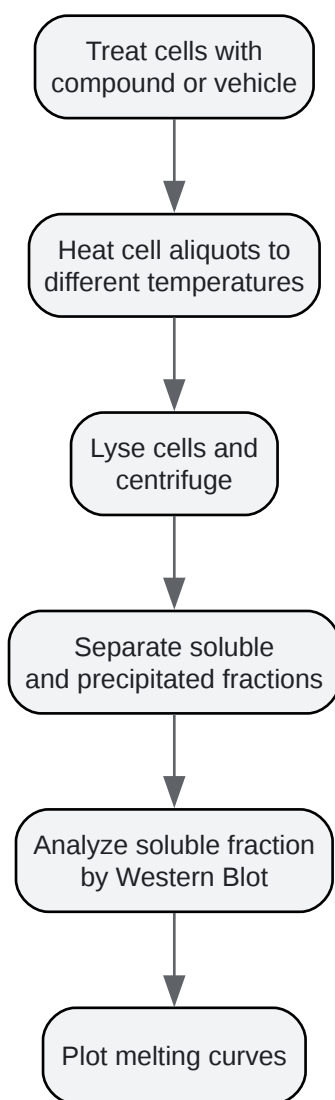 Treat cells with
compound or vehicle
Heat cell aliquots to
different temperatures
Lyse cells and
centrifuge
Separate soluble
and precipitated fractions
Analyze soluble fraction
by Western Blot
Plot melting curves